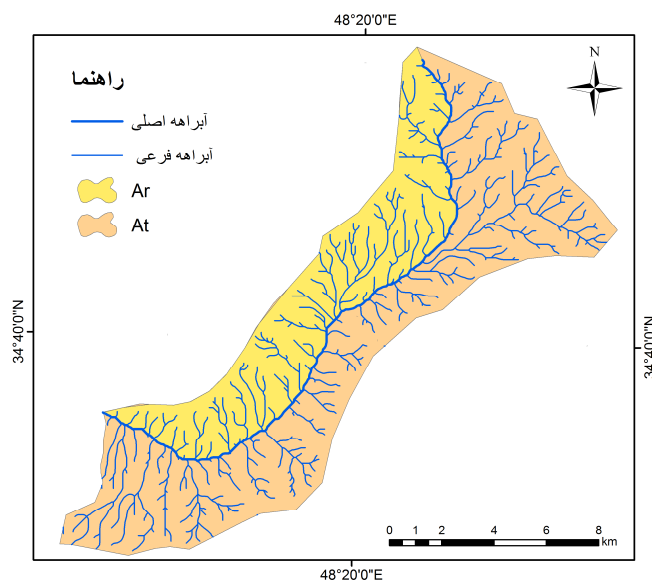 48°20'0"E
راهنما
آبراهه اصلی
آبراهه فرعی
Ar
At
N
34°40'0"N
34°40'0"N
0 1 2 4 6 8
km
48°20'0"E